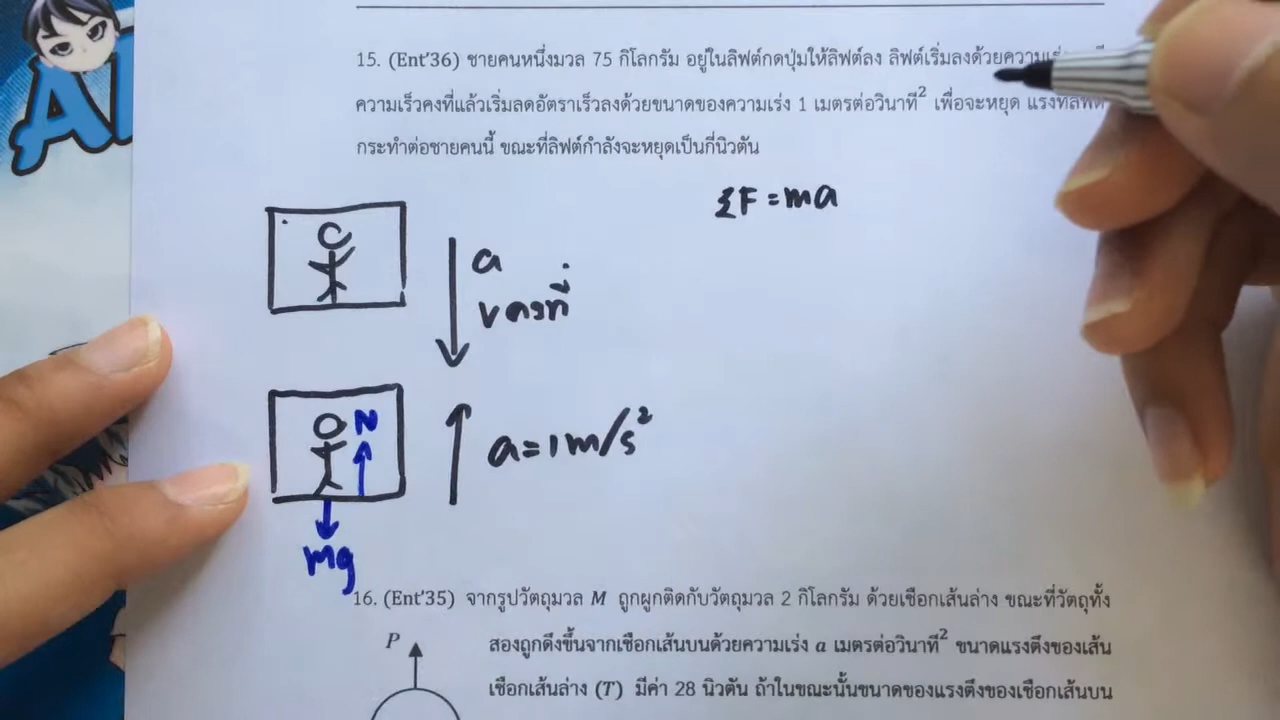 15. (Ent'36) ชายคนหนึ่งมวล 75 กิโลกรัม อยู่ในลิฟต์กดปุ่มให้ลิฟต์ลง ลิฟต์เริ่มลงด้วย
ความเร็วคงที่แล้วเริ่มลดอัตราเร็วลงด้วยขนาดของความเร่ง 1 เมตรต่อวินาที² เพื่อจะหยุด แรงที่ลิฟต์
กระทำต่อชายคนนี้ ขณะที่ลิฟต์กำลังจะหยุดเป็นกี่นิวตัน
ΣF = ma
a
v คงที่
N
a = 1 m/s²
mg
16. (Ent'35) จากรูปวัตถุมวล M ถูกผูกติดกับวัตถุมวล 2 กิโลกรัม ด้วยเชือกเส้นล่าง ขณะที่วัตถุทั้ง
P
สองถูกดึงขึ้นจากเชือกเส้นบนด้วยความเร่ง a เมตรต่อวินาที² ขนาดแรงตึงของเส้น
เชือกเส้นล่าง (T) มีค่า 28 นิวตัน ถ้าในขณะนั้นขนาดของแรงตึงของเชือกเส้นบน